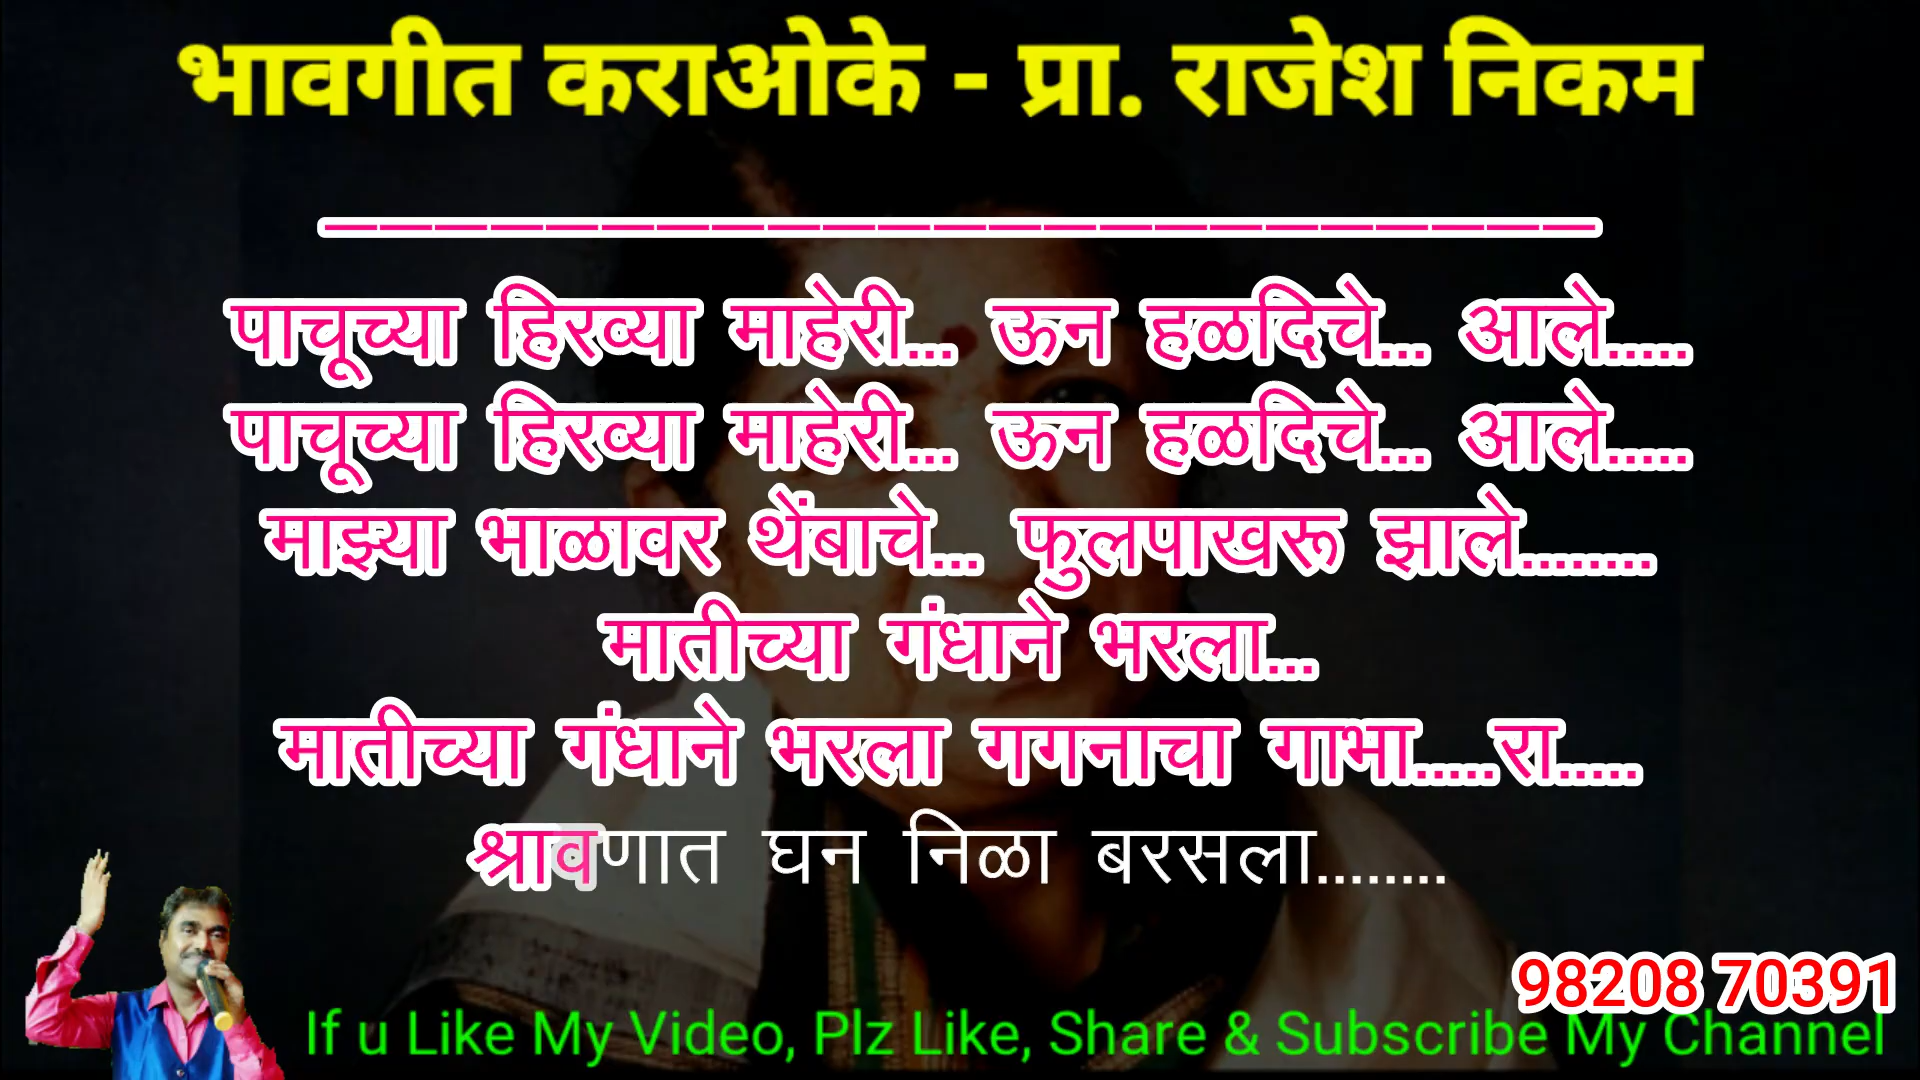 भावगीत कराओके - प्रा. राजेश निकम
_______________________
पाचूच्या हिरव्या माहेरी... ऊन हळदिचे... आले.....
पाचूच्या हिरव्या माहेरी... ऊन हळदिचे... आले.....
माझ्या भाळावर थेंबाचे... फुलपाखरू झाले........
मातीच्या गंधाने भरला...
मातीच्या गंधाने भरला गगनाचा गाभा.....रा.....
श्रावणात घन निळा बरसला........
98208 70391
If u Like My Video, Plz Like, Share & Subscribe My Channel